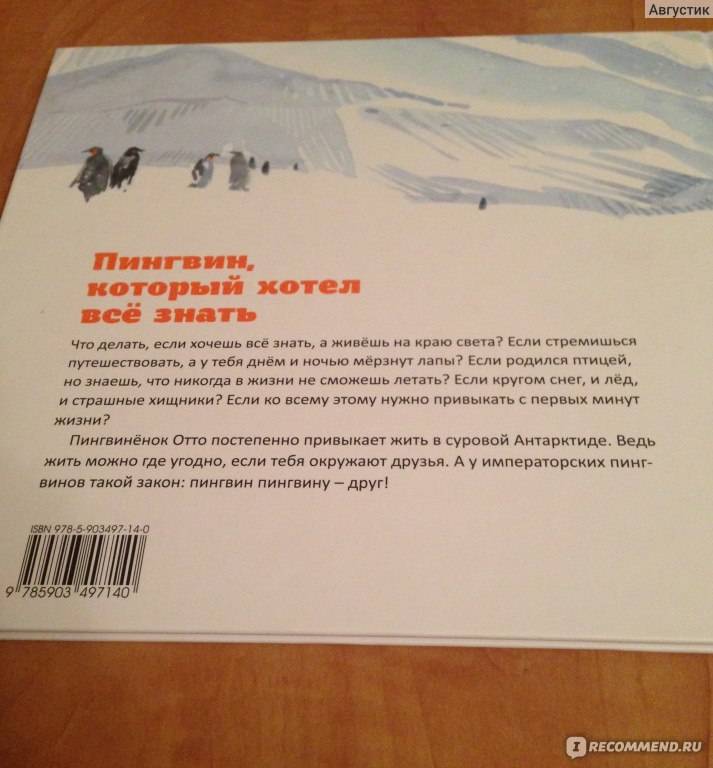 Августик
Пингвин,
который хотел
всё знать
Что делать, если хочешь всё знать, а живёшь на краю света? Если стремишься
путешествовать, а у тебя днём и ночью мёрзнут лапы? Если родился птицей,
но знаешь, что никогда в жизни не сможешь летать? Если кругом снег, и лёд,
и страшные хищники? Если ко всему этому нужно привыкать с первых минут
жизни?
Пингвинёнок Отто постепенно привыкает жить в суровой Антарктиде. Ведь
жить можно где угодно, если тебя окружают друзья. А у императорских пинг-
винов такой закон: пингвин пингвину – друг!
ISBN 978-5-903497-14-0
9 785903 497140
I RECOMMEND.RU